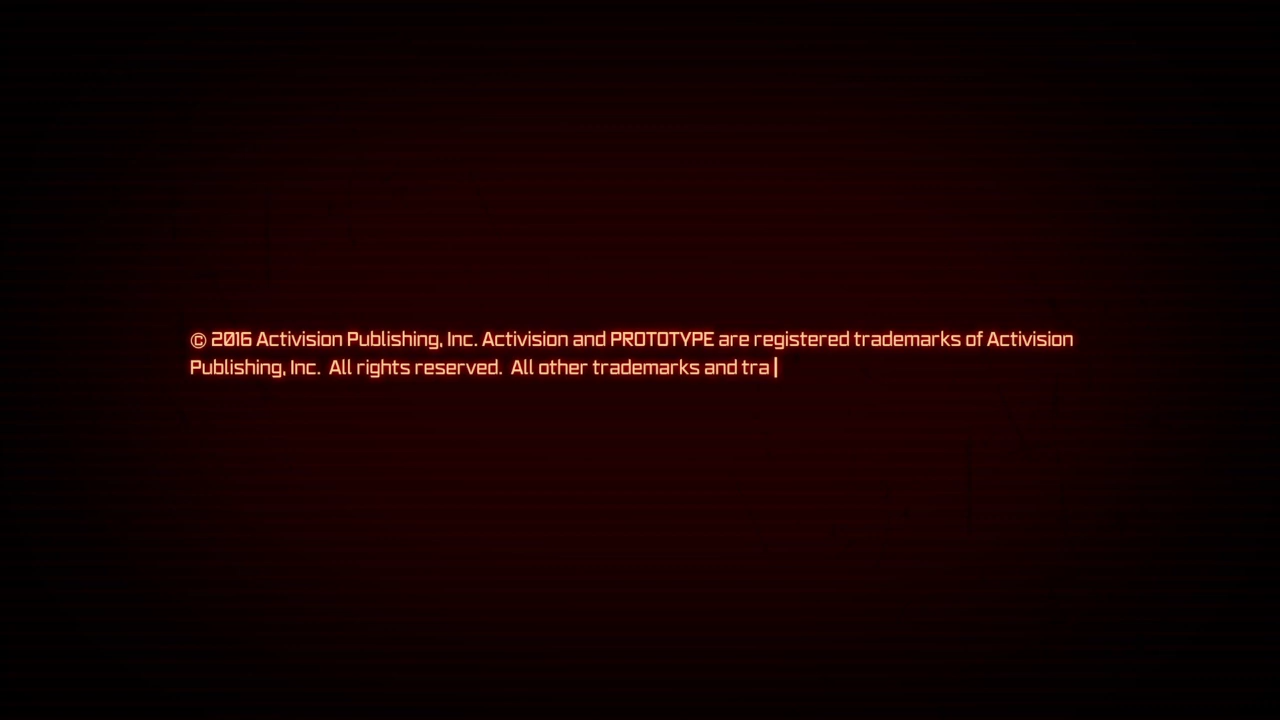 © 2016 Activision Publishing, Inc. Activision and PROTOTYPE are registered trademarks of Activision
Publishing, Inc.  All rights reserved.  All other trademarks and tra